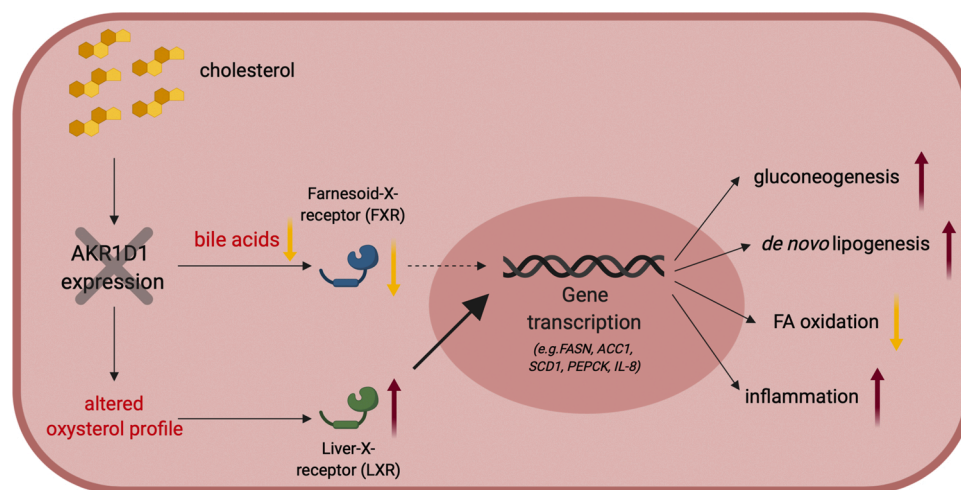 cholesterol
AKR1D1
expression
bile acids
Farnesoid-X-
receptor (FXR)
altered
oxysterol profile
Liver-X-
receptor (LXR)
Gene
transcription
(e.g.FASN, ACC1,
SCD1, PEPCK, IL-8)
gluconeogenesis
de novo lipogenesis
FA oxidation
inflammation